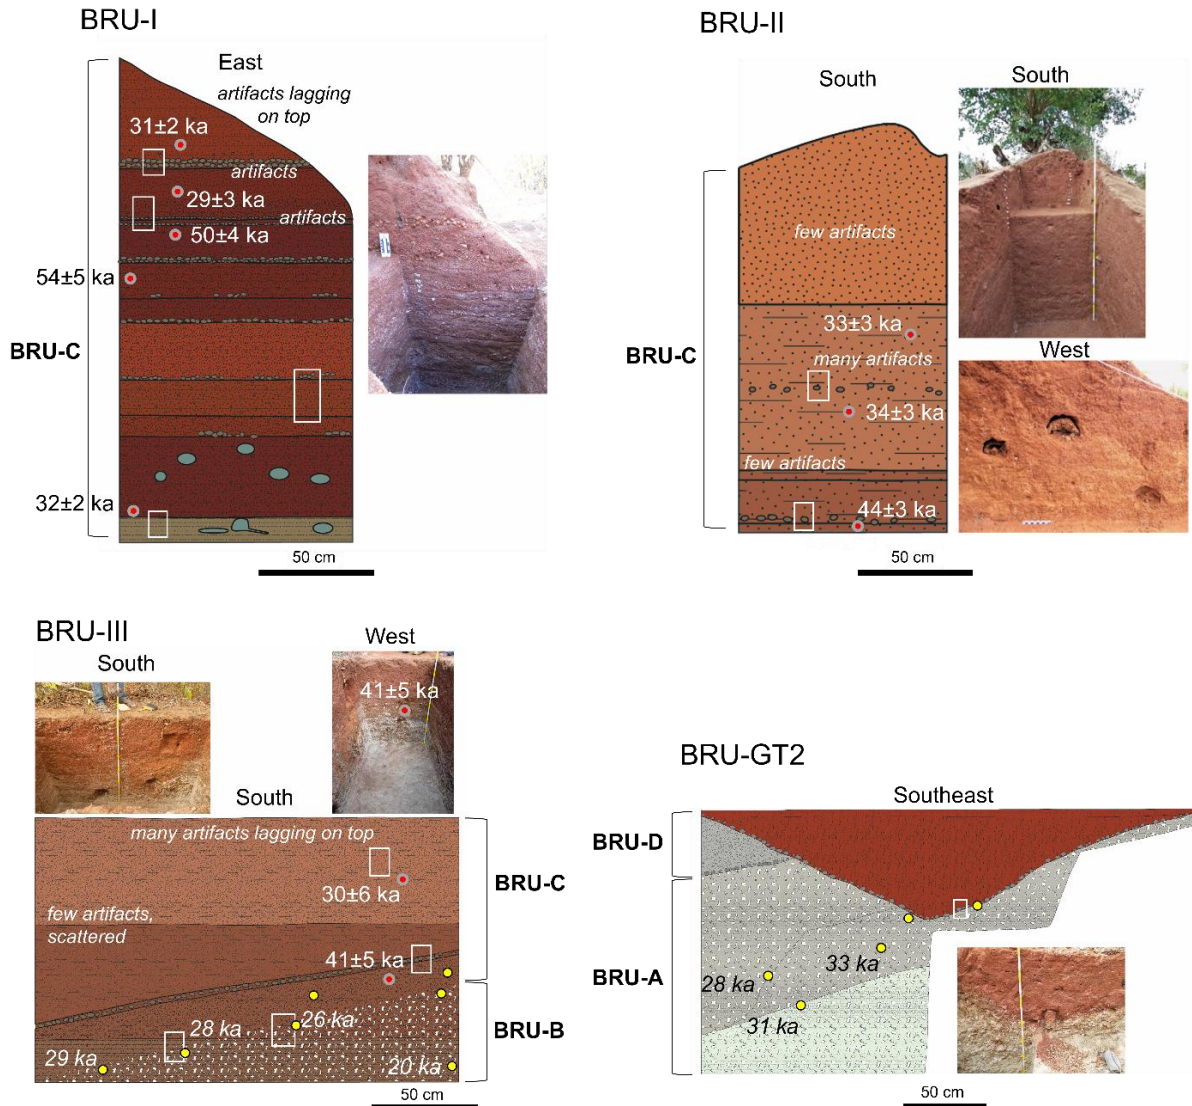 BRU-I
East
artifacts lagging
on top
31±2 ka
artifacts
29±3 ka
artifacts
50±4 ka
54±5 ka
BRU-C
32±2 ka
50 cm
BRU-II
South
South
few artifacts
33±3 ka
BRU-C
many artifacts
West
34±3 ka
few artifacts
44±3 ka
50 cm
BRU-III
South
West
41±5 ka
South
many artifacts lagging on top
BRU-C
30±6 ka
few artifacts,
scattered
41±5 ka
28 ka
26 ka
BRU-B
29 ka
20 ka
50 cm
BRU-GT2
Southeast
BRU-D
BRU-A
33 ka
28 ka
31 ka
50 cm